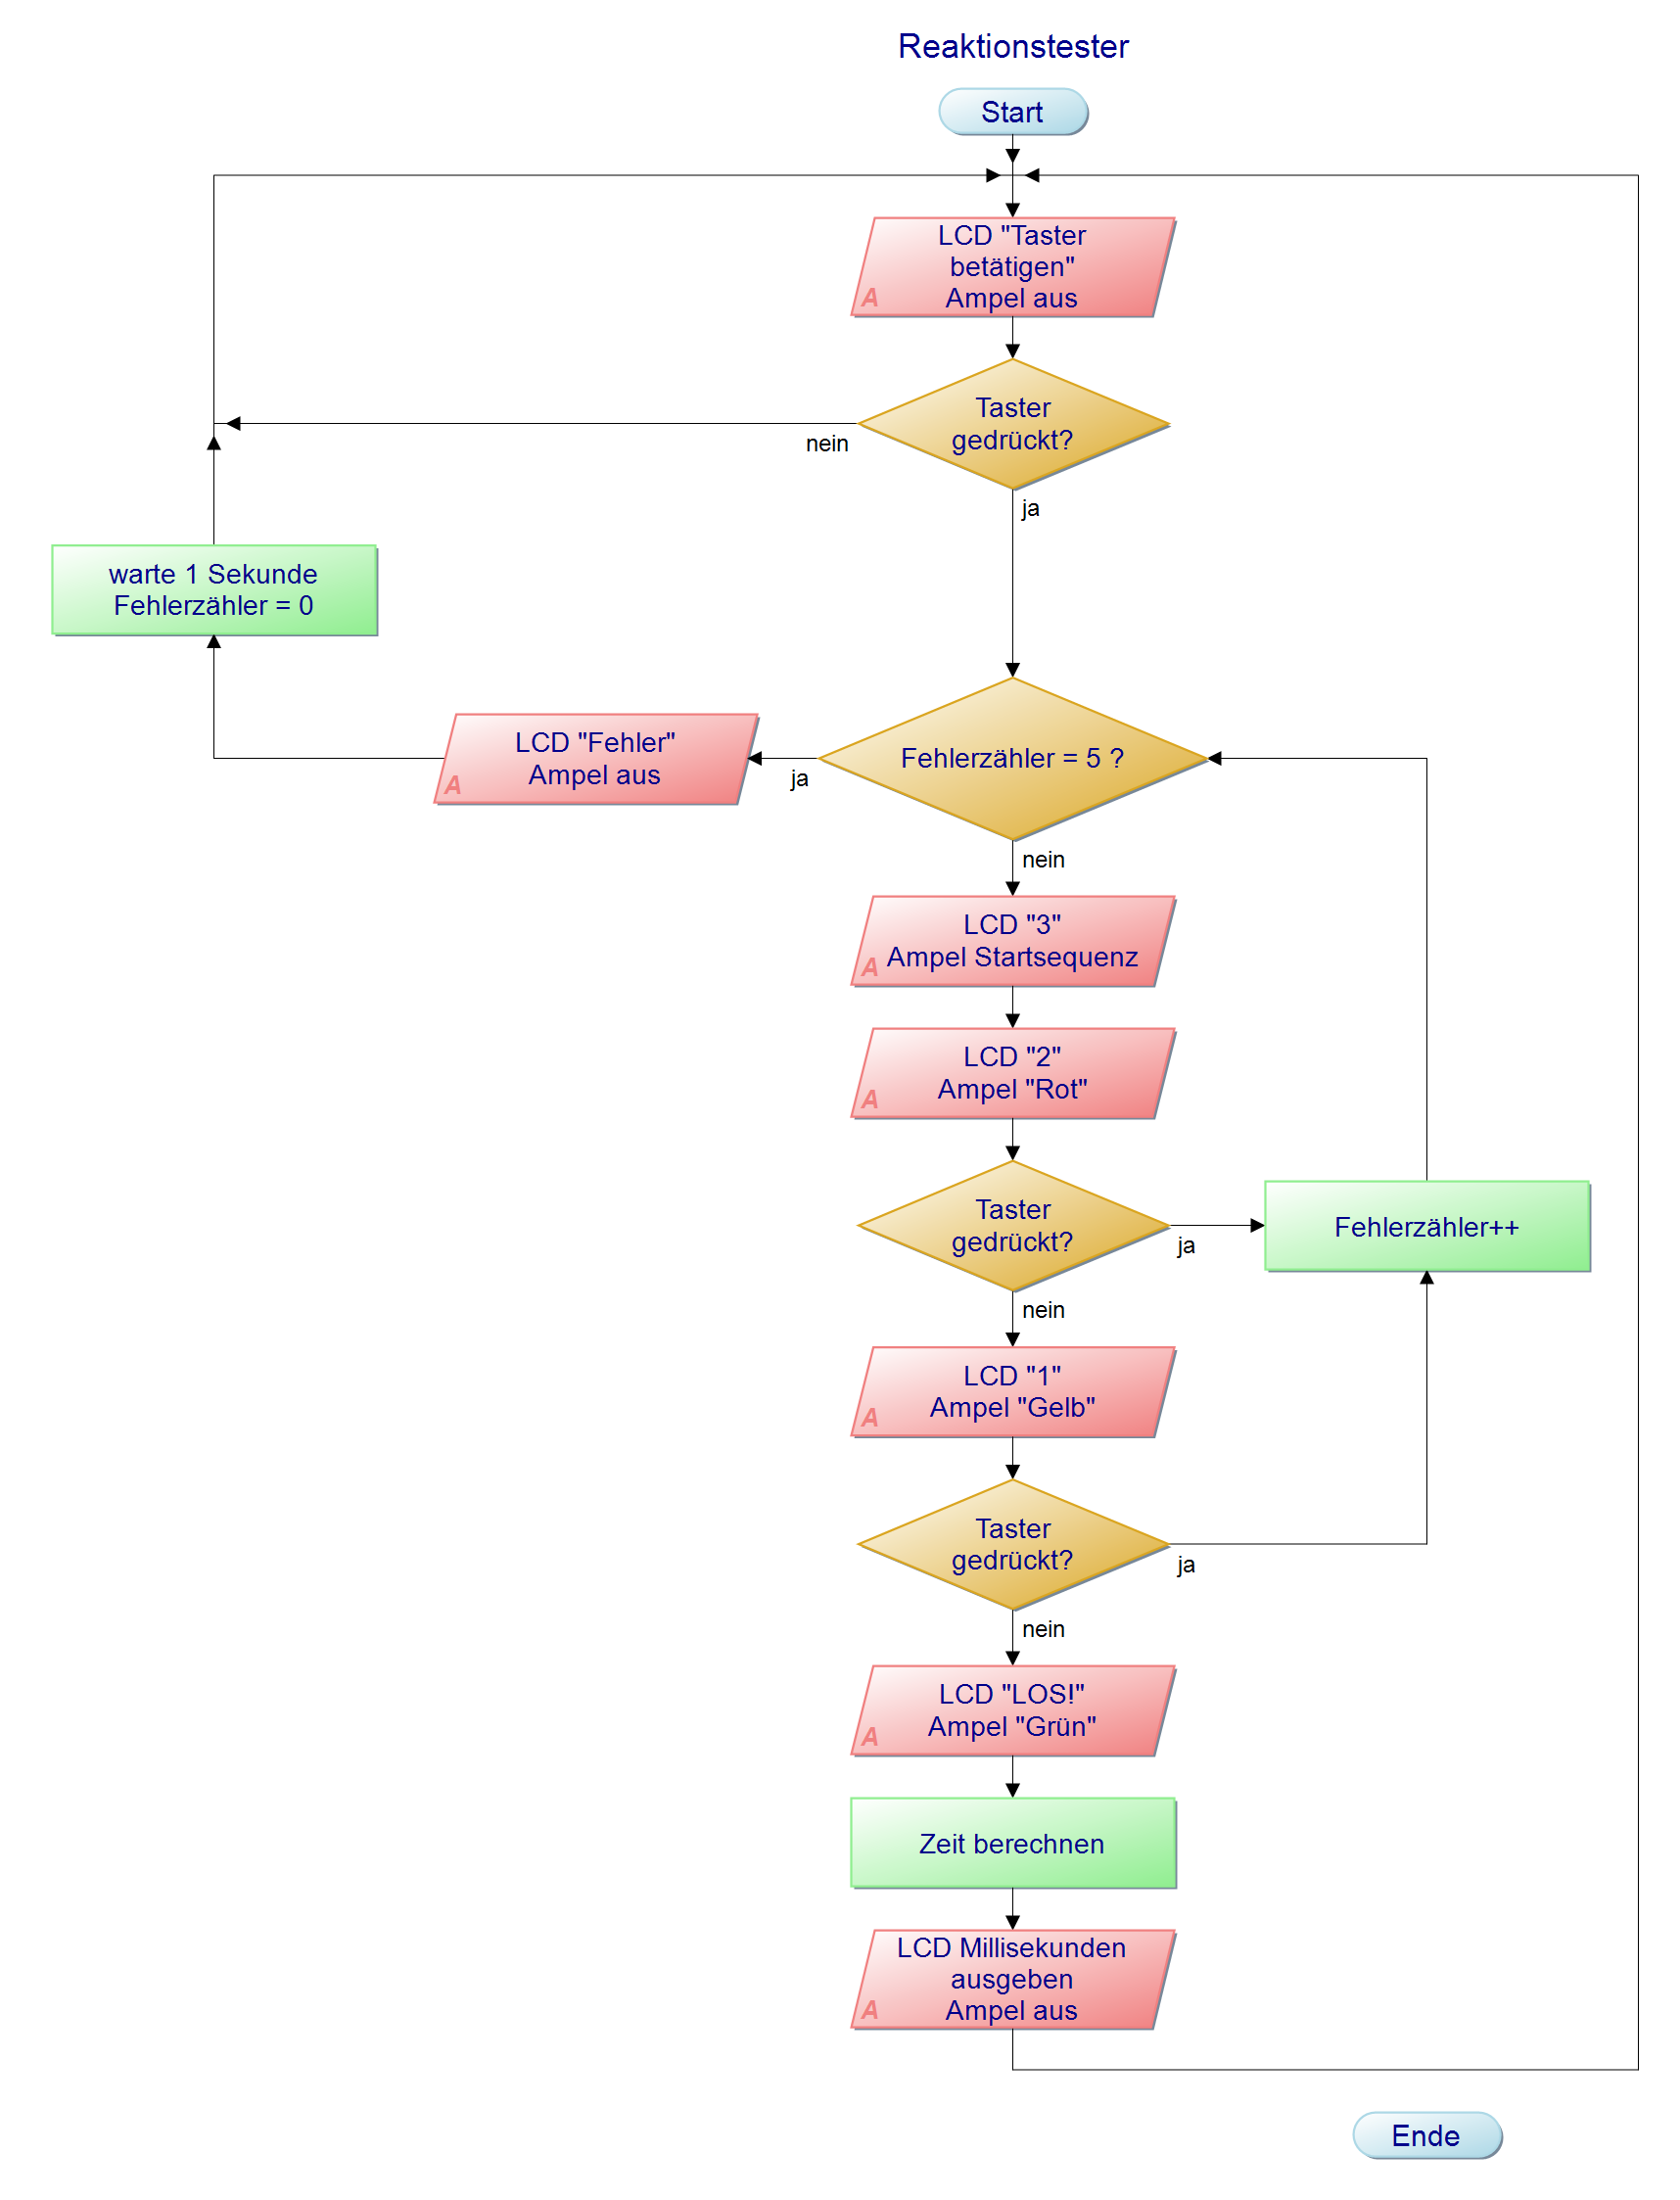 Reaktionstester
Start
LCD "Taster
betätigen"
Ampel aus
A
Taster
gedrückt?
nein
ja
warte 1 Sekunde
Fehlerzähler = 0
LCD "Fehler"
Ampel aus
A
ja
Fehlerzähler = 5 ?
nein
LCD "3"
Ampel Startsequenz
A
LCD "2"
Ampel "Rot"
A
Taster
gedrückt?
ja
Fehlerzähler++
nein
LCD "1"
Ampel "Gelb"
A
Taster
gedrückt?
ja
nein
LCD "LOS!"
Ampel "Grün"
A
Zeit berechnen
LCD Millisekunden
ausgeben
Ampel aus
A
Ende